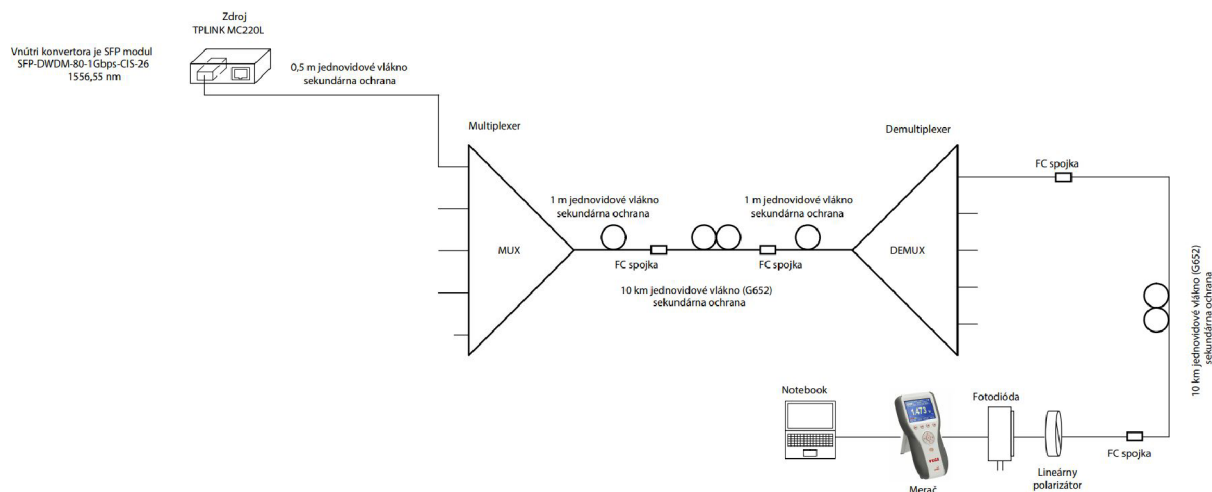 Zdroj
TPLINK MC220L
Vnútri konvertora je SFP modul
SFP-DWDM-80-1Gbps-CIS-26
1556,55 nm
0,5 m jednovidové vlákno
sekundárna ochrana
Multiplexer
Demultiplexer
FC spojka
1 m jednovidové vlákno
sekundárna ochrana
1 m jednovidové vlákno
sekundárna ochrana
MUX
DEMUX
FC spojka
FC spojka
10 km jednovidové vlákno (G652)
sekundárna ochrana
10 km jednovidové vlákno (G652)
sekundárna ochrana
Notebook
Merač
Fotodióda
Lineárny
polarizátor
FC spojka